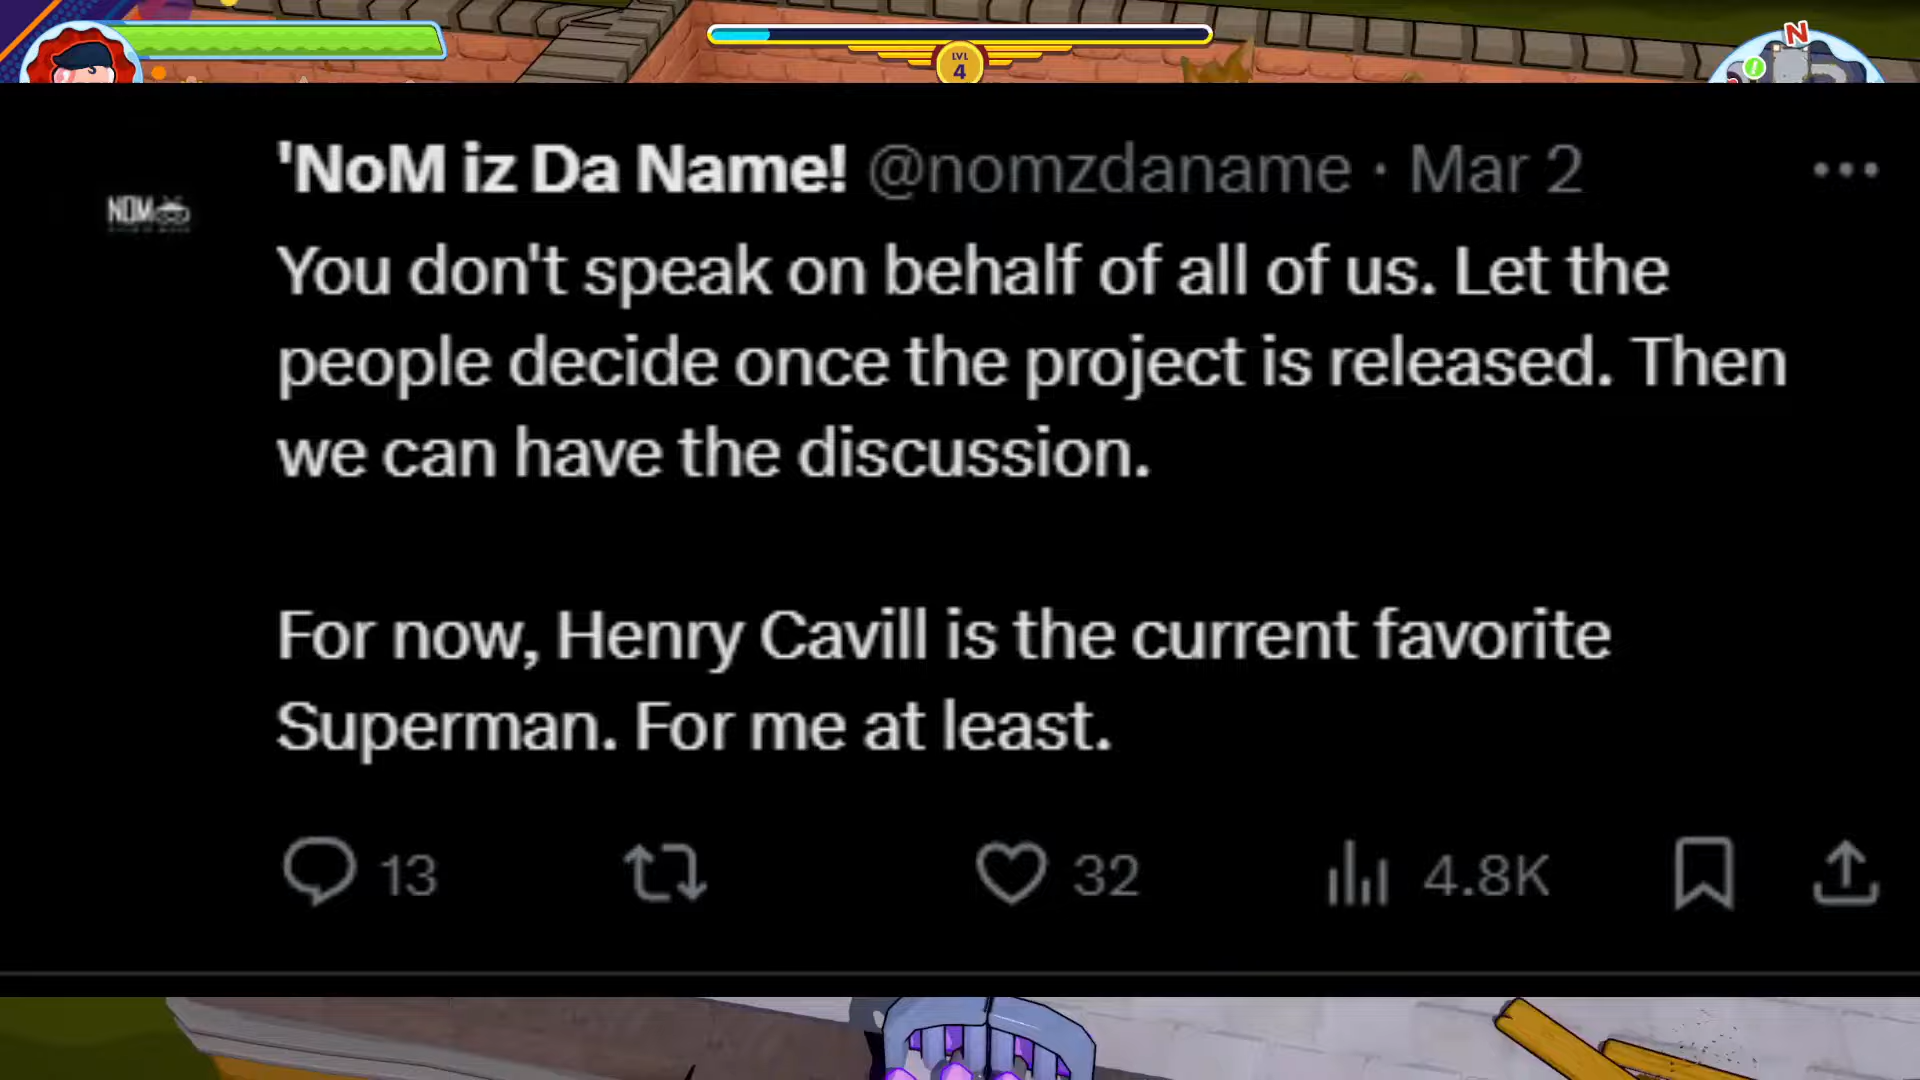 N
LVL
4
'NoM iz Da Name! @nomzdaname · Mar 2
NOM
You don't speak on behalf of all of us. Let the
people decide once the project is released. Then
we can have the discussion.
For now, Henry Cavill is the current favorite
Superman. For me at least.
13 32 4.8K